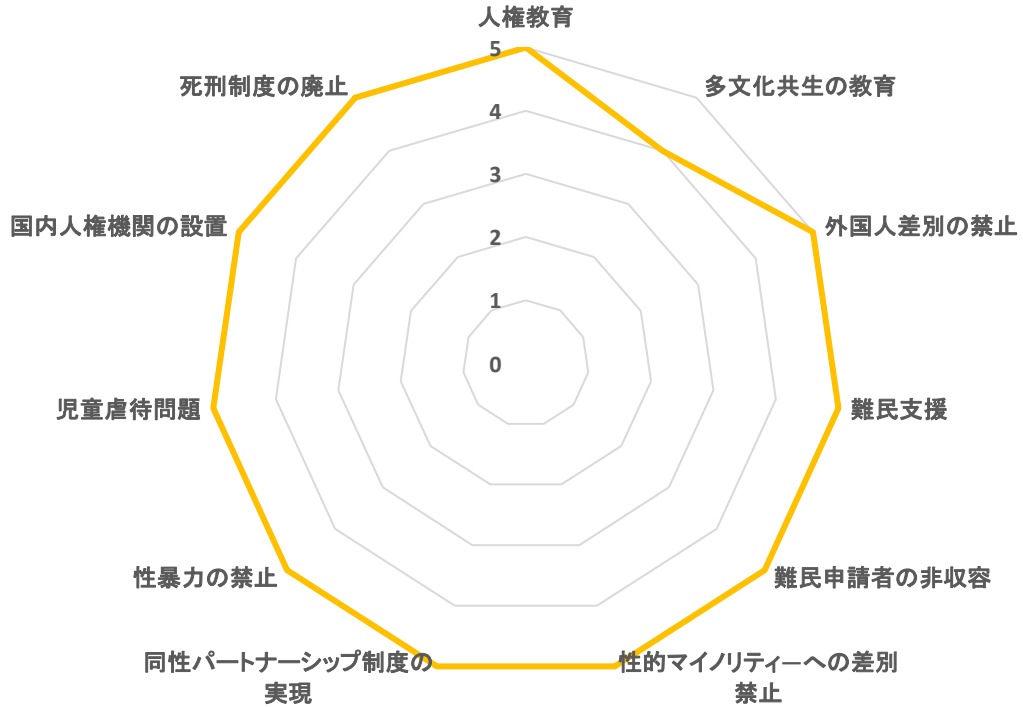 人権教育
5
多文化共生の教育
死刑制度の廃止
4
3
国内人権機関の設置
外国人差別の禁止
2
1
0
児童虐待問題
難民支援
性暴力の禁止
難民申請者の非収容
同性パートナーシップ制度の
実現
性的マイノリティ―への差別
禁止